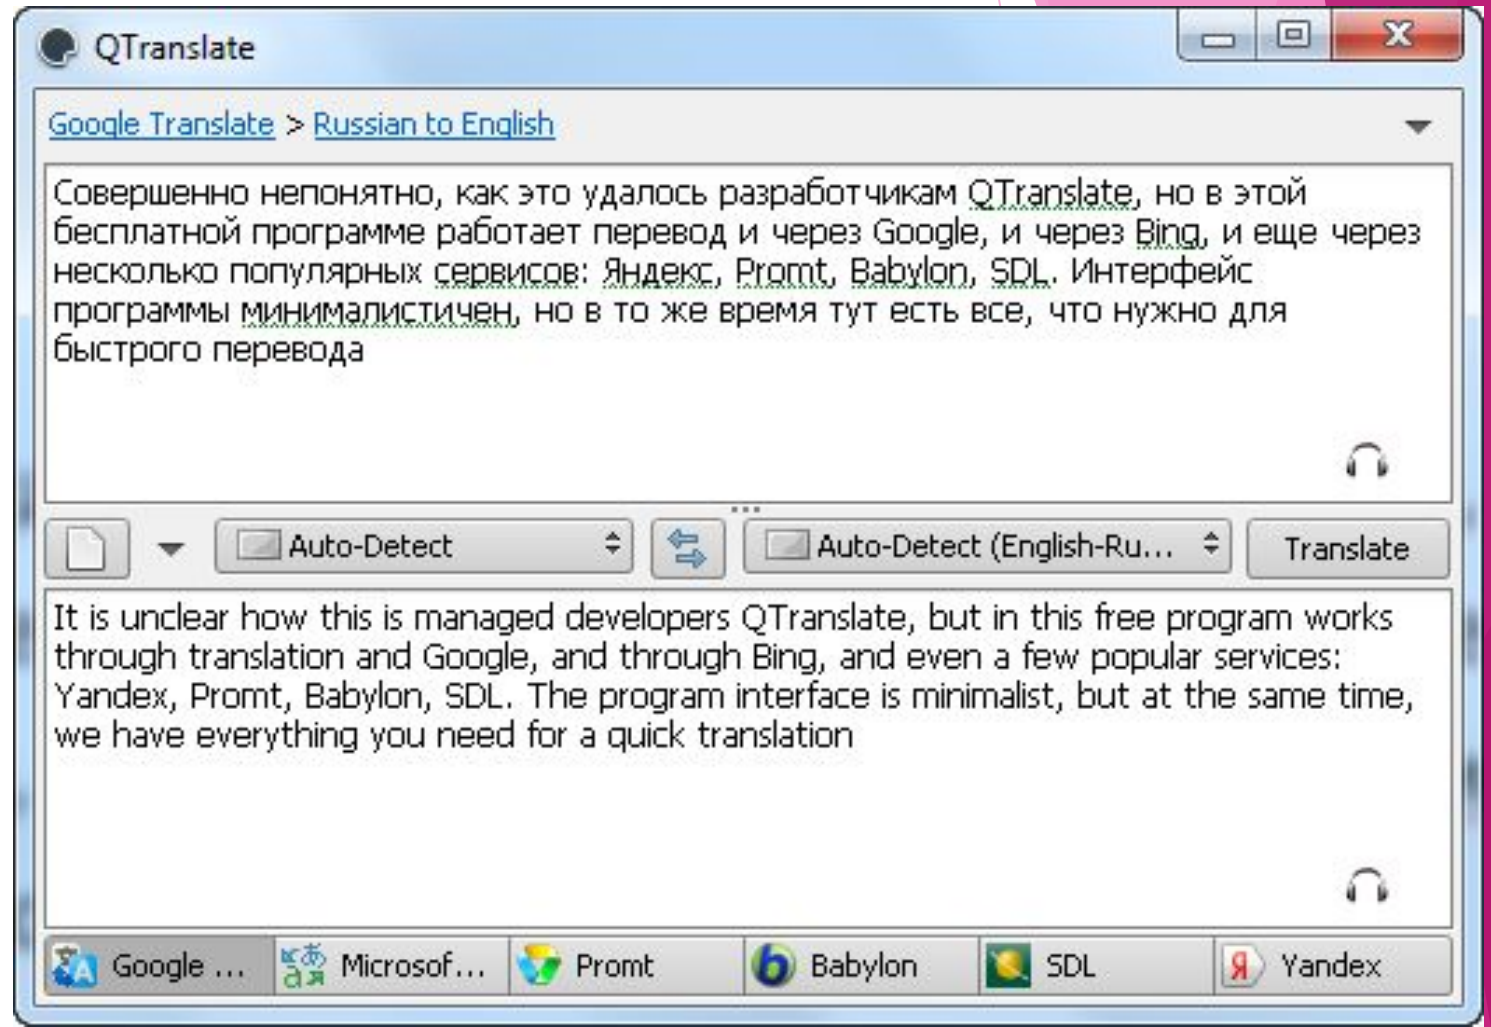 QTranslate
Google Translate > Russian to English
Совершенно непонятно, как это удалось разработчикам QTranslate, но в этой
бесплатной программе работает перевод и через Google, и через Bing, и еще через
несколько популярных сервисов: Яндекс, Promt, Babylon, SDL. Интерфейс
программы минималистичен, но в то же время тут есть все, что нужно для
быстрого перевода
Auto-Detect Auto-Detect (English-Ru... Translate
It is unclear how this is managed developers QTranslate, but in this free program works
through translation and Google, and through Bing, and even a few popular services:
Yandex, Promt, Babylon, SDL. The program interface is minimalist, but at the same time,
we have everything you need for a quick translation
Google ... Microsof... Promt Babylon SDL Yandex